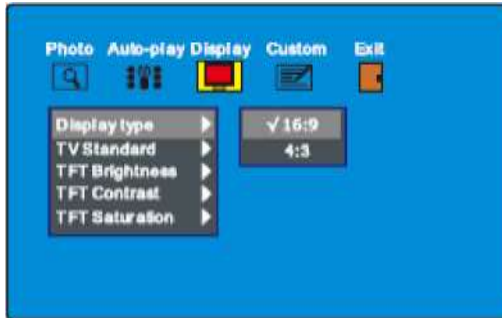 Photo Auto-play Display Custom Exit
Display type √ 16:9
TV Standard 4:3
TFT Brightness
TFT Contrast
TFT Saturation